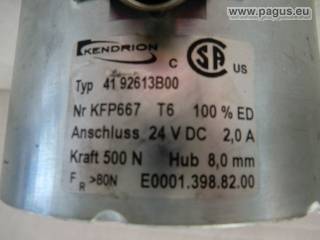 www.pagus.eu
KENDRION
C SA US
Typ 41 92613B00
Nr KFP667 T6 100 % ED
Anschluss 24 V DC 2,0 A
Kraft 500 N Hub 8,0 mm
F R >80N E0001.398.82.00